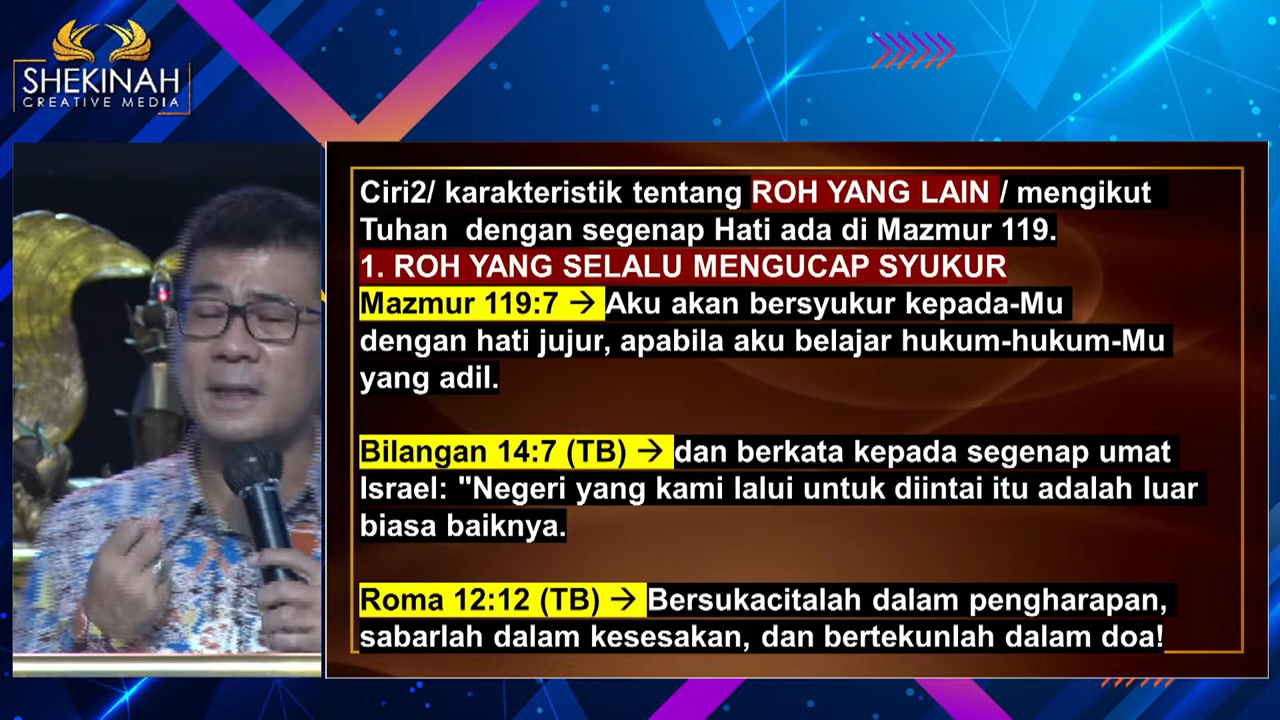 SHEKINAH
CREATIVE MEDIA
Ciri2/ karakteristik tentang ROH YANG LAIN / mengikut
Tuhan dengan segenap Hati ada di Mazmur 119.
1. ROH YANG SELALU MENGUCAP SYUKUR
Mazmur 119:7 → Aku akan bersyukur kepada-Mu
dengan hati jujur, apabila aku belajar hukum-hukum-Mu
yang adil.
Bilangan 14:7 (TB) → dan berkata kepada segenap umat
Israel: "Negeri yang kami lalui untuk diintai itu adalah luar
biasa baiknya.
Roma 12:12 (TB) → Bersukacitalah dalam pengharapan,
sabarlah dalam kesesakan, dan bertekunlah dalam doa!